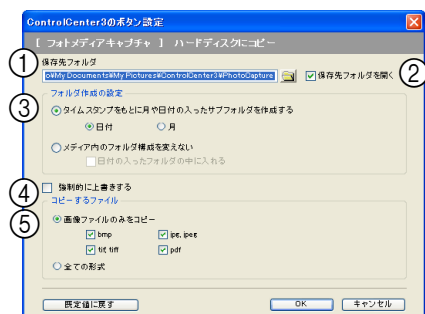 ControlCenter3のボタン設定
[ フォトメディアキャプチャ ] ハードディスクにコピー
① 保存先フォルダ
o¥My Documents¥My Pictures¥ControlCenter3¥PhotoCapture
保存先フォルダを開く ②
フォルダ作成の設定
③ タイムスタンプをもとに月や日付の入ったサブフォルダを作成する
日付 月
メディア内のフォルダ構成を変えない
日付の入ったフォルダの中に入れる
④ 強制的に上書きする
コピーするファイル
⑤ 画像ファイルのみをコピー
bmp jpg, jpeg
tif, tiff pdf
全ての形式
既定値に戻す OK キャンセル